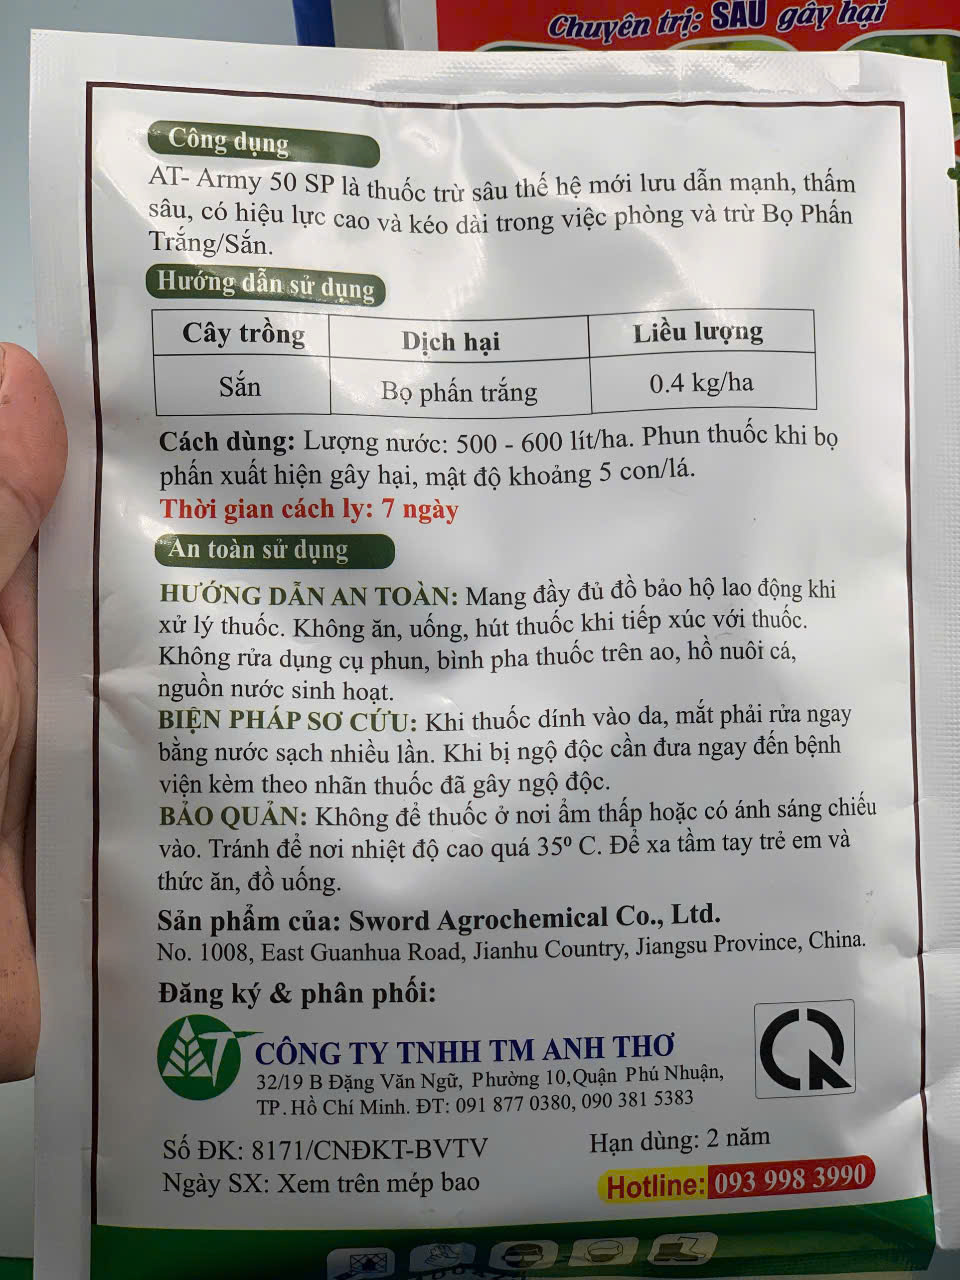 Chuyên trị: SÂU gây hại
Công dụng
AT- Army 50 SP là thuốc trừ sâu thế hệ mới lưu dẫn mạnh, thấm
sâu, có hiệu lực cao và kéo dài trong việc phòng và trừ Bọ Phấn
Trắng/Sắn.
Hướng dẫn sử dụng
Cây trồng Dịch hại Liều lượng
Sắn Bọ phấn trắng 0.4 kg/ha
Cách dùng: Lượng nước: 500 - 600 lít/ha. Phun thuốc khi bọ
phấn xuất hiện gây hại, mật độ khoảng 5 con/lá.
Thời gian cách ly: 7 ngày
An toàn sử dụng
HƯỚNG DẪN AN TOÀN: Mang đầy đủ đồ bảo hộ lao động khi
xử lý thuốc. Không ăn, uống, hút thuốc khi tiếp xúc với thuốc.
Không rửa dụng cụ phun, bình pha thuốc trên ao, hồ nuôi cá,
nguồn nước sinh hoạt.
BIỆN PHÁP SƠ CỨU: Khi thuốc dính vào da, mắt phải rửa ngay
bằng nước sạch nhiều lần. Khi bị ngộ độc cần đưa ngay đến bệnh
viện kèm theo nhãn thuốc đã gây ngộ độc.
BẢO QUẢN: Không để thuốc ở nơi ẩm thấp hoặc có ánh sáng chiếu
vào. Tránh để nơi nhiệt độ cao quá 35⁰ C. Để xa tầm tay trẻ em và
thức ăn, đồ uống.
Sản phẩm của: Sword Agrochemical Co., Ltd.
No. 1008, East Guanhua Road, Jianhu Country, Jiangsu Province, China.
Đăng ký & phân phối:
AT CÔNG TY TNHH TM ANH THƠ
32/19 B Đặng Văn Ngữ, Phường 10,Quận Phú Nhuận,
TP. Hồ Chí Minh. ĐT: 091 877 0380, 090 381 5383
CR
Số ĐK: 8171/CNĐKT-BVTV
Hạn dùng: 2 năm
Ngày SX: Xem trên mép bao
Hotline: 093 998 3990